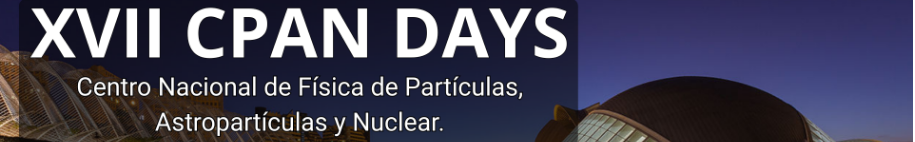 XVII CPAN DAYS
Centro Nacional de Física de Partículas,
Astropartículas y Nuclear.